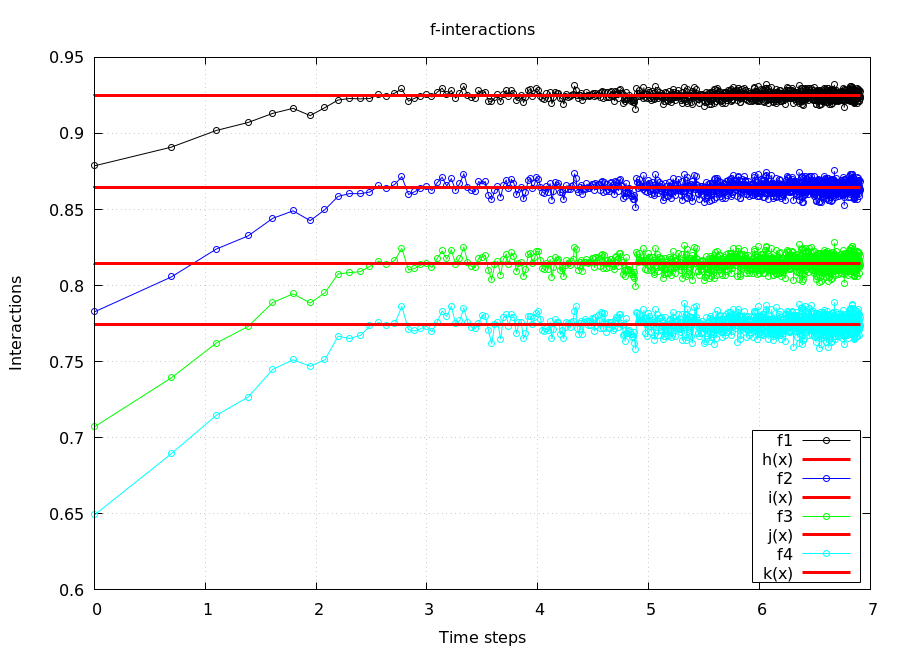 f-interactions
0.95
0.9
0.85
0.8
0.75
0.7
0.65
0.6
Interactions
0 1 2 3 4 5 6 7
Time steps
f1
h(x)
f2
i(x)
f3
j(x)
f4
k(x)